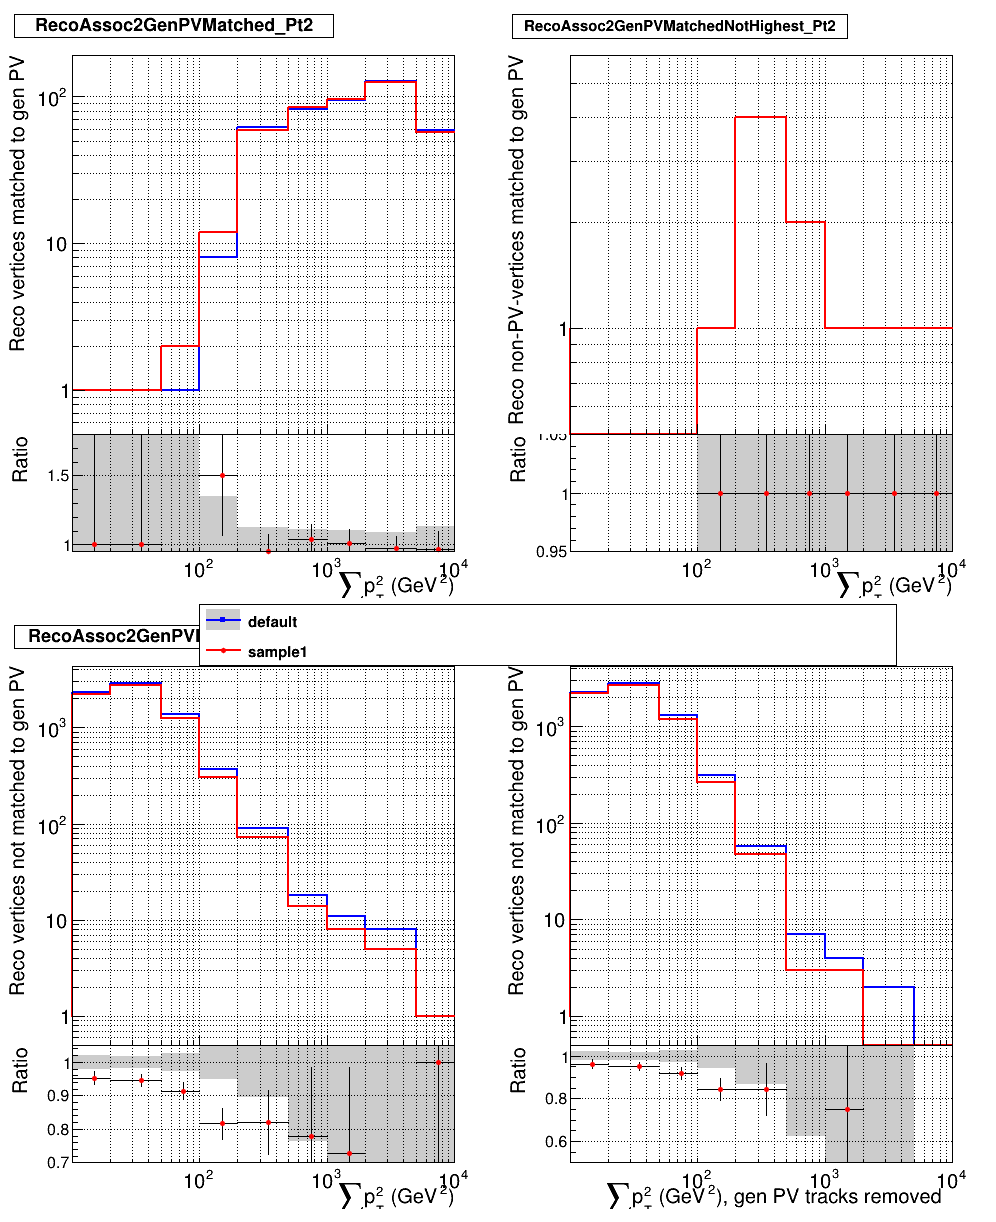 RecoAssoc2GenPVMatched_Pt2
RecoAssoc2GenPVMatchedNotHighest_Pt2
Reco vertices matched to gen PV
10²
10
1
Ratio
1.5
1
10² 10³ 10⁴
∑ p²_T (GeV²)
Reco non-PV-vertices matched to gen PV
1
Ratio
1.05
1
0.95
10² 10³ 10⁴
∑ p²_T (GeV²)
default
sample1
RecoAssoc2GenPV
Reco vertices not matched to gen PV
10³
10²
10
1
Ratio
1
0.9
0.8
0.7
10² 10³ 10⁴
∑ p²_T (GeV²)
Reco vertices not matched to gen PV
10³
10²
10
1
Ratio
1
0.8
0.6
10² 10³ 10⁴
∑ p²_T (GeV²), gen PV tracks removed